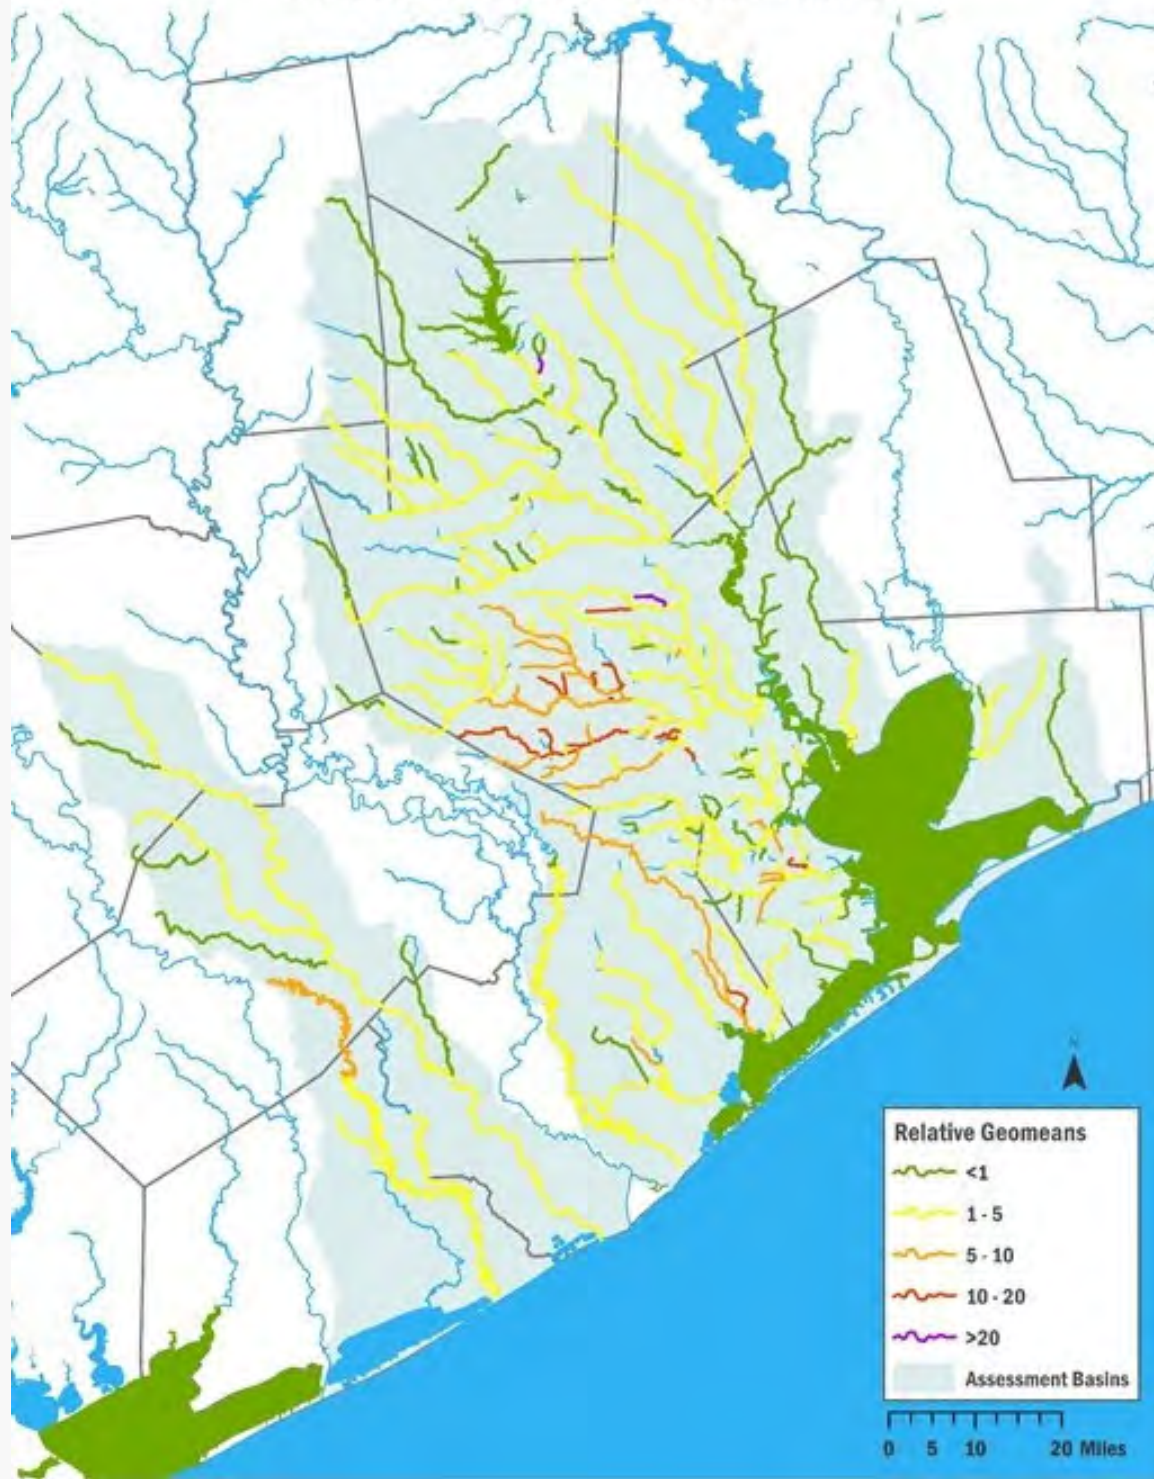 N
Relative Geomeans
<1
1 - 5
5 - 10
10 - 20
>20
Assessment Basins
0 5 10 20 Miles